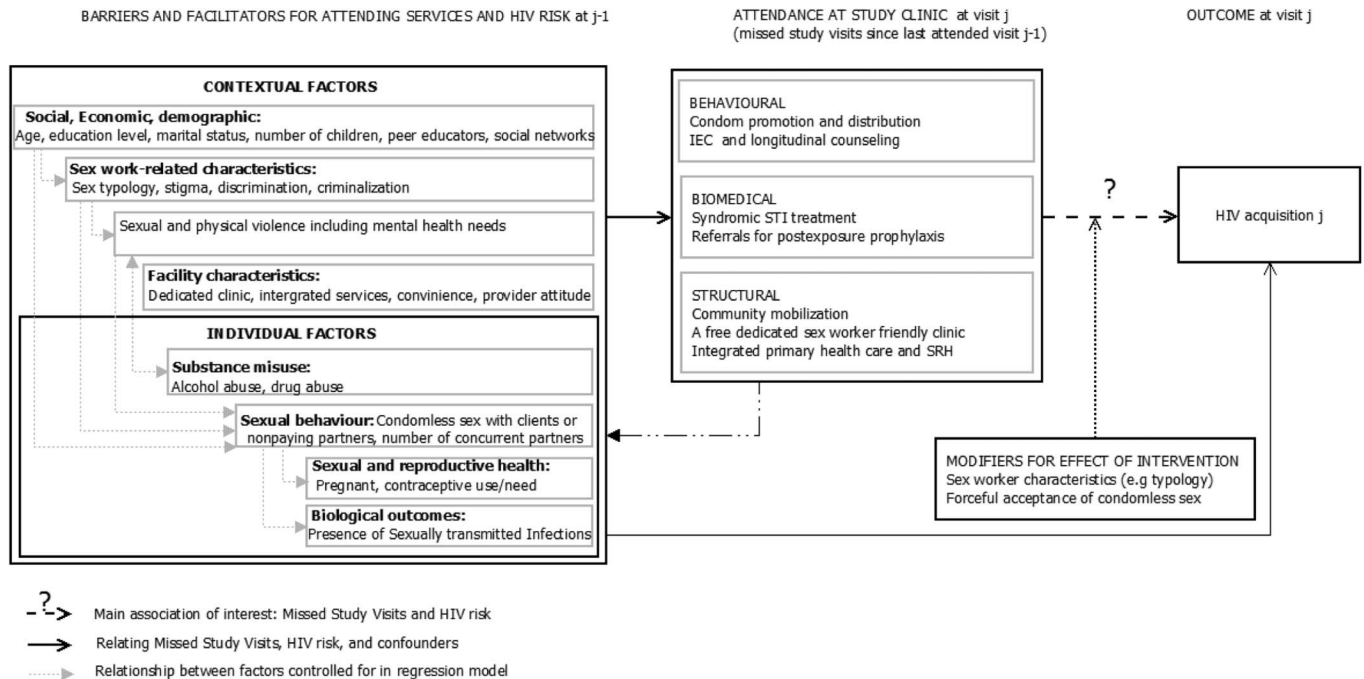 BARRIERS AND FACILITATORS FOR ATTENDING SERVICES AND HIV RISK at j-1
ATTENDANCE AT STUDY CLINIC at visit j
(missed study visits since last attended visit j-1)
OUTCOME at visit j
CONTEXTUAL FACTORS
Social, Economic, demographic:
Age, education level, marital status, number of children, peer educators, social networks
Sex work-related characteristics:
Sex typology, stigma, discrimination, criminalization
Sexual and physical violence including mental health needs
Facility characteristics:
Dedicated clinic, intergrated services, convinience, provider attitude
INDIVIDUAL FACTORS
Substance misuse:
Alcohol abuse, drug abuse
Sexual behaviour: Condomless sex with clients or
nonpaying partners, number of concurrent partners
Sexual and reproductive health:
Pregnant, contraceptive use/need
Biological outcomes:
Presence of Sexually transmitted Infections
BEHAVIOURAL
Condom promotion and distribution
IEC and longitudinal counseling
BIOMEDICAL
Syndromic STI treatment
Referrals for postexposure prophylaxis
STRUCTURAL
Community mobilization
A free dedicated sex worker friendly clinic
Integrated primary health care and SRH
?
HIV acquisition j
MODIFIERS FOR EFFECT OF INTERVENTION
Sex worker characteristics (e.g typology)
Forceful acceptance of condomless sex
?
Main association of interest: Missed Study Visits and HIV risk
Relating Missed Study Visits, HIV risk, and confounders
Relationship between factors controlled for in regression model